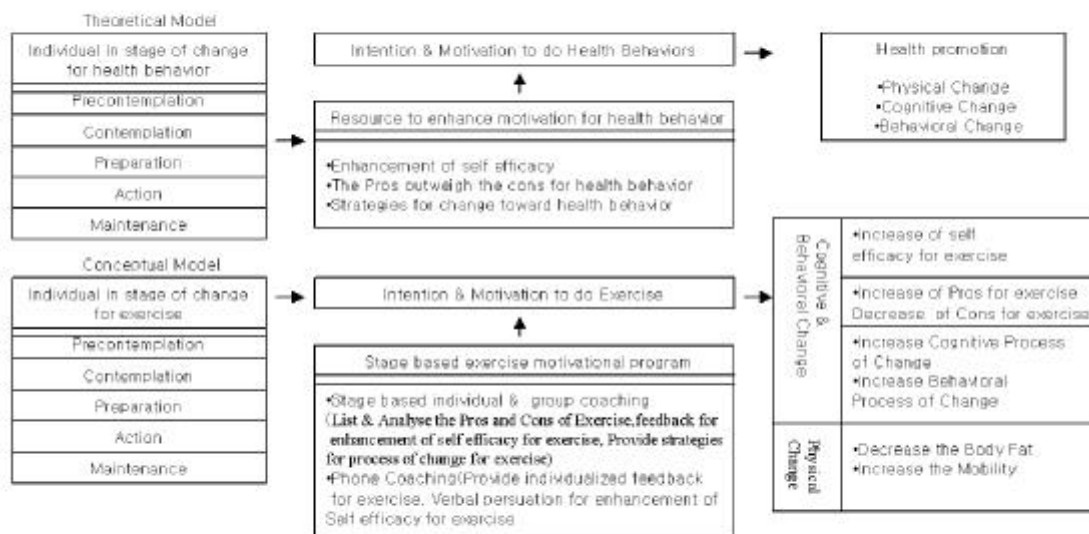 Theoretical Model
Individual in stage of change
for health behavior
Precontemplation
Contemplation
Preparation
Action
Maintenance
Intention & Motivation to do Health Behaviors
Resource to enhance motivation for health behavior
•Enhancement of self efficacy
•The Pros outweigh the cons for health behavior
•Strategies for change toward health behavior
Health promotion
•Physical Change
•Cognitive Change
•Behavioral Change
Conceptual Model
Individual in stage of change
for exercise
Precontemplation
Contemplation
Preparation
Action
Maintenance
Intention & Motivation to do Exercise
Stage based exercise motivational program
•Stage based individual & group coaching
(List & Analyse the Pros and Cons of Exercise,feedback for
enhancement of self efficacy for exercise, Provide strategies
for process of change for exercise)
•Phone Coaching(Provide individualized feedback
for exercise, Verbal persuation for enhancement of
Self efficacy for exercise
Cognitive &
Behavioral Change
•Increase of self
efficacy for exercise
•Increase of Pros for exercise
Decrease of Cons for exercise
•Increase Cognitive Process
of Change
•Increase Behavioral
Process of Change
Physical
Change
•Decrease the Body Fat
•Increase the Mobility